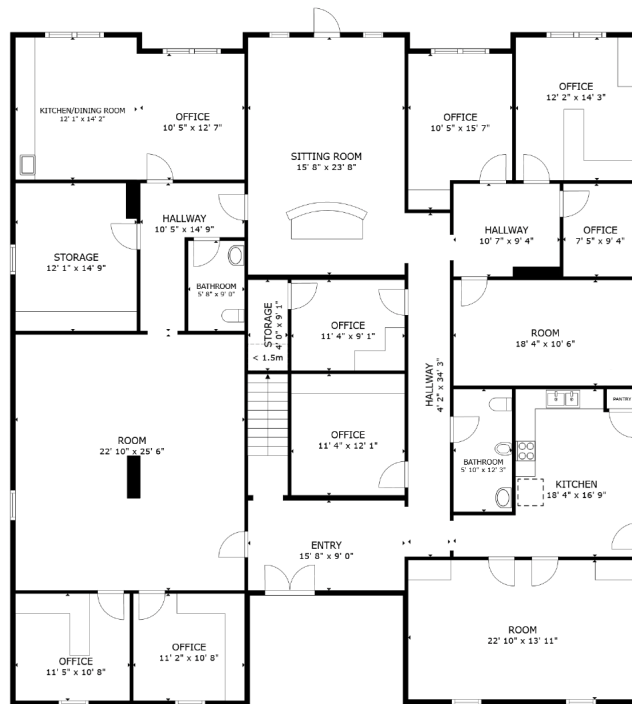 KITCHEN/DINING ROOM
12' 1" x 14' 2"
OFFICE
10' 5" x 12' 7"
SITTING ROOM
15' 8" x 23' 8"
OFFICE
10' 5" x 15' 7"
OFFICE
12' 2" x 14' 3"
STORAGE
12' 1" x 14' 9"
HALLWAY
10' 5" x 14' 9"
BATHROOM
5' 8" x 9' 0"
HALLWAY
10' 7" x 9' 4"
OFFICE
7' 5" x 9' 4"
STORAGE
4' 0" x 9' 1"
< 1.5m
OFFICE
11' 4" x 9' 1"
HALLWAY
4' 2" x 34' 3"
ROOM
18' 4" x 10' 6"
ROOM
22' 10" x 25' 6"
OFFICE
11' 4" x 12' 1"
BATHROOM
5' 10" x 12' 3"
PANTRY
KITCHEN
18' 4" x 16' 9"
ENTRY
15' 8" x 9' 0"
OFFICE
11' 5" x 10' 8"
OFFICE
11' 2" x 10' 8"
ROOM
22' 10" x 13' 11"